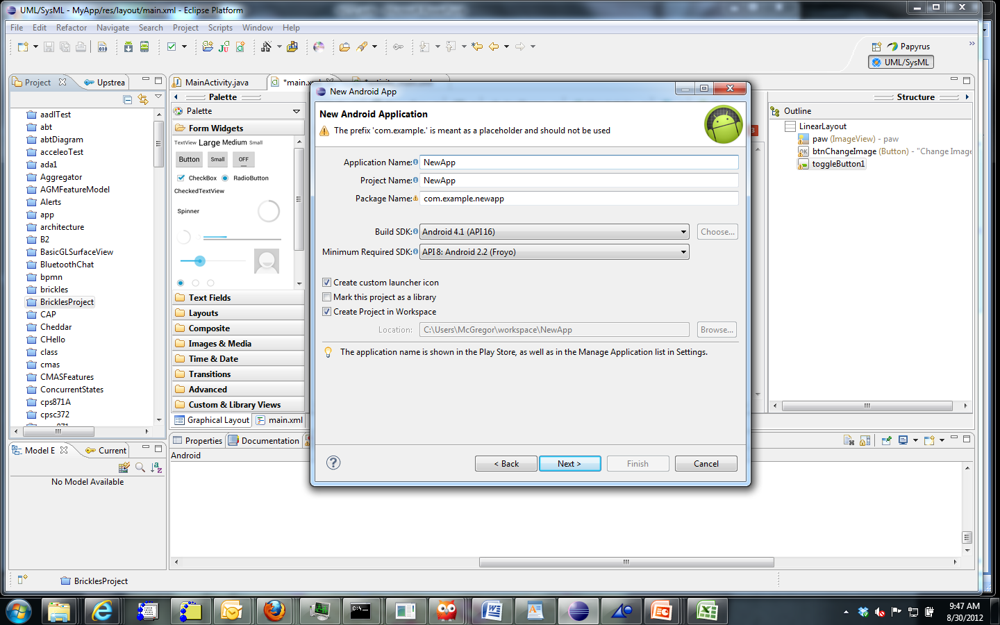 UML/SysML - MyApp/res/layout/main.xml - Eclipse Platform
File Edit Refactor Navigate Search Project Scripts Window Help
Papyrus
UML/SysML
Project
Upstrea
aadlTest
abt
abtDiagram
acceleoTest
ada1
Aggregator
AGMFeatureModel
Alerts
app
architecture
B2
BasicGLSurfaceView
BluetoothChat
bpmn
brickles
BricklesProject
CAP
Cheddar
CHello
class
cmas
CMASFeatures
ConcurrentStates
cps871A
cpsc372
Model E
Current
No Model Available
BricklesProject
MainActivity.java
*main.xml
Palette
Palette
Form Widgets
TextView Large Medium Small
Button Small OFF
CheckBox RadioButton
CheckedTextView
Spinner
Text Fields
Layouts
Composite
Images & Media
Time & Date
Transitions
Advanced
Custom & Library Views
Graphical Layout main.xml
Properties Documentation
Android
New Android App
New Android Application
The prefix 'com.example.' is meant as a placeholder and should not be used
Application Name: NewApp
Project Name: NewApp
Package Name: com.example.newapp
Build SDK: Android 4.1 (API 16) Choose...
Minimum Required SDK: API 8: Android 2.2 (Froyo)
Create custom launcher icon
Mark this project as a library
Create Project in Workspace
Location: C:\Users\McGregor\workspace\NewApp Browse...
The application name is shown in the Play Store, as well as in the Manage Application list in Settings.
< Back Next > Finish Cancel
Structure
Outline
LinearLayout
paw (ImageView) - paw
btnChangeImage (Button) - "Change Image
toggleButton1
9:47 AM
8/30/2012